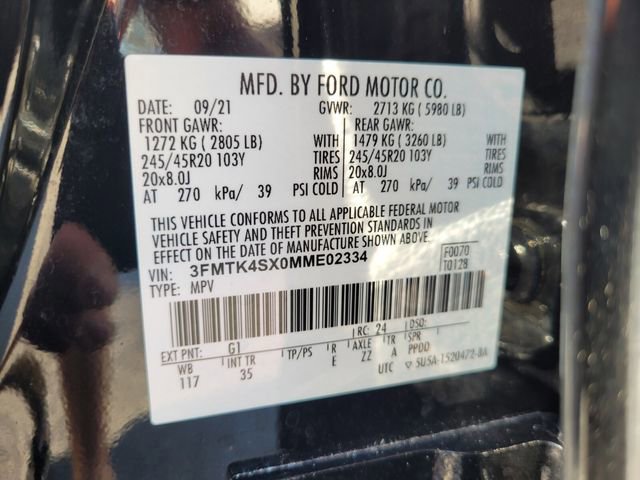 MFD. BY FORD MOTOR CO.
DATE: 09/21 GVWR: 2713 KG ( 5980 LB)
FRONT GAWR: REAR GAWR:
1272 KG ( 2805 LB) WITH 1479 KG ( 3260 LB) WITH
245/45R20 103Y TIRES 245/45R20 103Y TIRES
20x8.0J RIMS 20x8.0J RIMS
AT 270 kPa/ 39 PSI COLD AT 270 kPa/ 39 PSI COLD
THIS VEHICLE CONFORMS TO ALL APPLICABLE FEDERAL MOTOR
VEHICLE SAFETY AND THEFT PREVENTION STANDARDS IN
EFFECT ON THE DATE OF MANUFACTURE SHOWN ABOVE.
VIN: 3FMTK4SX0MME02334 F0070
TYPE: MPV T0128
EXT PNT: G1 RC: 24 DSO:
WB INT TR TP/PS R AXLE TR SPR
117 35 E ZZ A PPDD
UTC 5U5A-1520472-BA